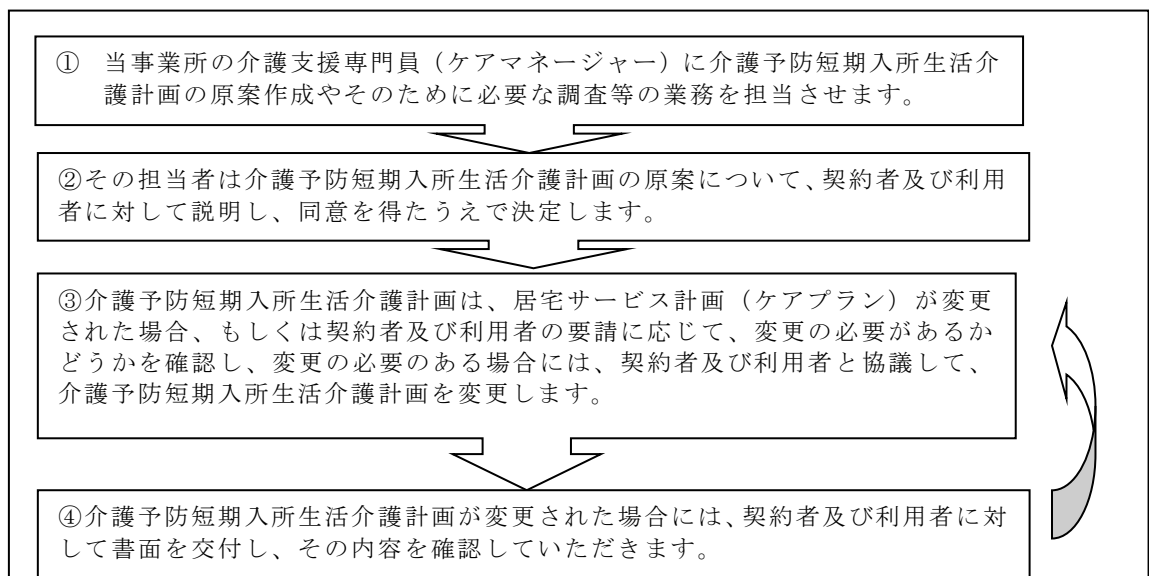 ① 当事業所の介護支援専門員（ケアマネージャー）に介護予防短期入所生活介
護計画の原案作成やそのために必要な調査等の業務を担当させます。
②その担当者は介護予防短期入所生活介護計画の原案について、契約者及び利用
者に対して説明し、同意を得たうえで決定します。
③介護予防短期入所生活介護計画は、居宅サービス計画（ケアプラン）が変更
された場合、もしくは契約者及び利用者の要請に応じて、変更の必要があるか
どうかを確認し、変更の必要のある場合には、契約者及び利用者と協議して、
介護予防短期入所生活介護計画を変更します。
④介護予防短期入所生活介護計画が変更された場合には、契約者及び利用者に対
して書面を交付し、その内容を確認していただきます。